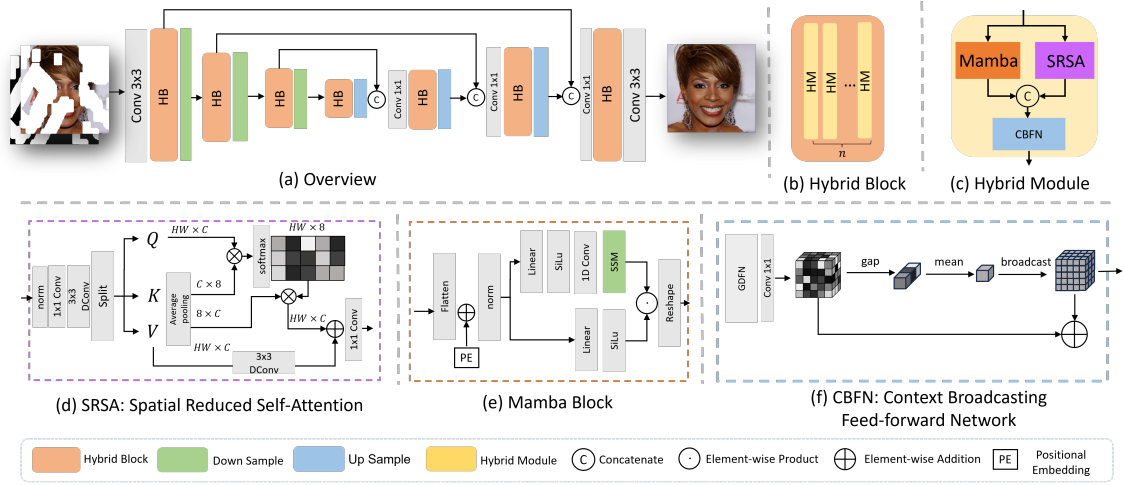 Conv 3x3
HB
HB
HB
HB
C
Conv 1x1
HB
C
Conv 1x1
HB
C
Conv 1x1
HB
Conv 3x3
(a) Overview
HM
HM
...
HM
n
(b) Hybrid Block
Mamba
SRSA
C
CBFN
(c) Hybrid Module
norm
1x1 Conv
3x3
DConv
Split
Q
K
V
HW × C
Average
pooling
C × 8
8 × C
HW × C
softmax
HW × 8
HW × C
3x3
DConv
1x1 Conv
(d) SRSA: Spatial Reduced Self-Attention
Flatten
PE
norm
Linear
SiLu
1D Conv
SSM
Linear
SiLu
Reshape
(e) Mamba Block
GDFN
Conv 1x1
gap
mean
broadcast
(f) CBFN: Context Broadcasting
Feed-forward Network
Hybrid Block
Down Sample
Up Sample
Hybrid Module
C
Concatenate
Element-wise Product
Element-wise Addition
PE
Positional
Embedding